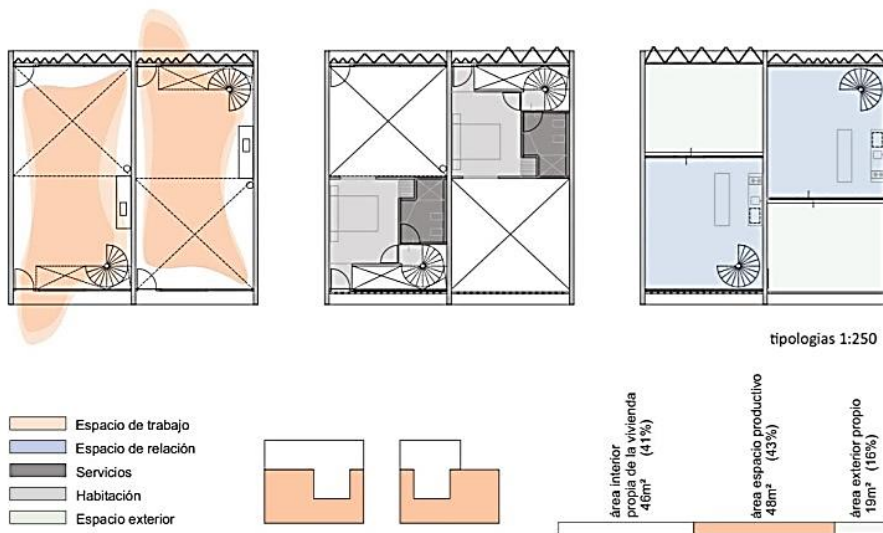 tipologias 1:250
Espacio de trabajo
Espacio de relación
Servicios
Habitación
Espacio exterior
área interior
propia de la vivienda
46m² (41%)
área espacio productivo
48m² (43%)
área exterior propio
19m² (16%)